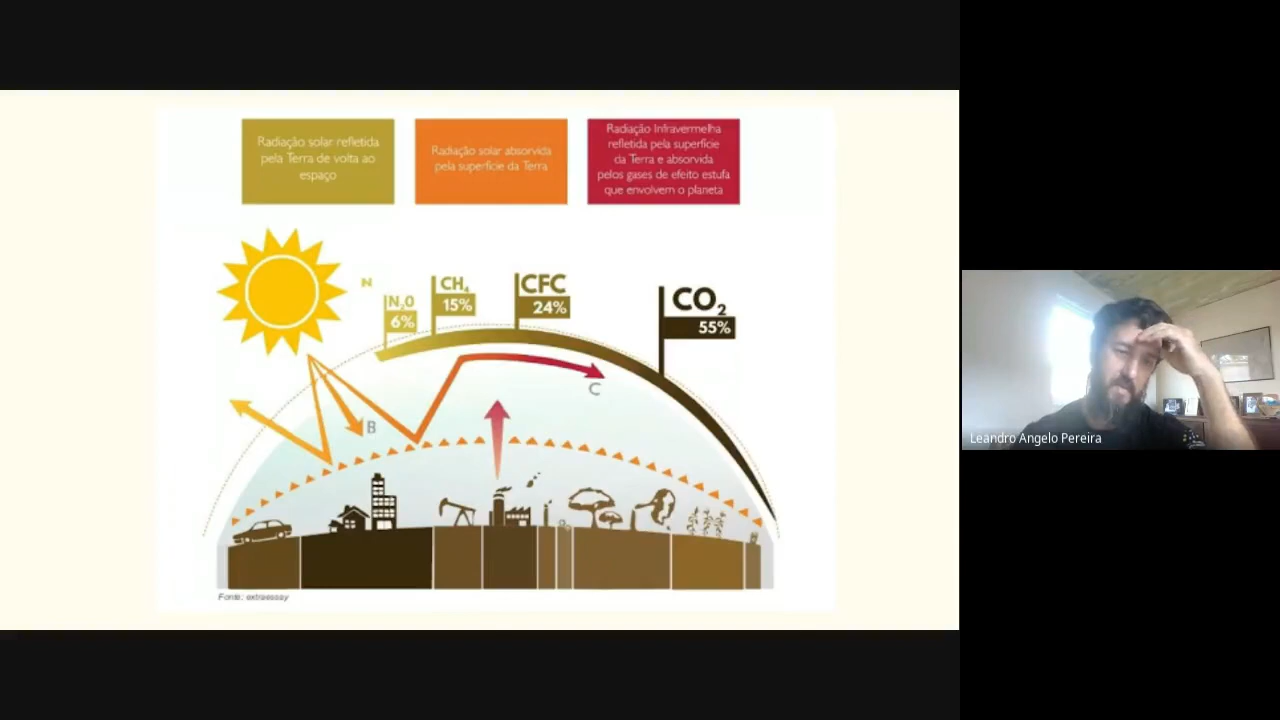 Radiação solar refletida
pela Terra de volta ao
espaço
Radiação solar absorvida
pela superfície da Terra
Radiação Infravermelha
refletida pela superfície
da Terra e absorvida
pelos gases de efeito estufa
que envolvem o planeta
N
N₂O
6%
CH₄
15%
CFC
24%
CO₂
55%
B
C
Fonte: extraessay
Leandro Angelo Pereira